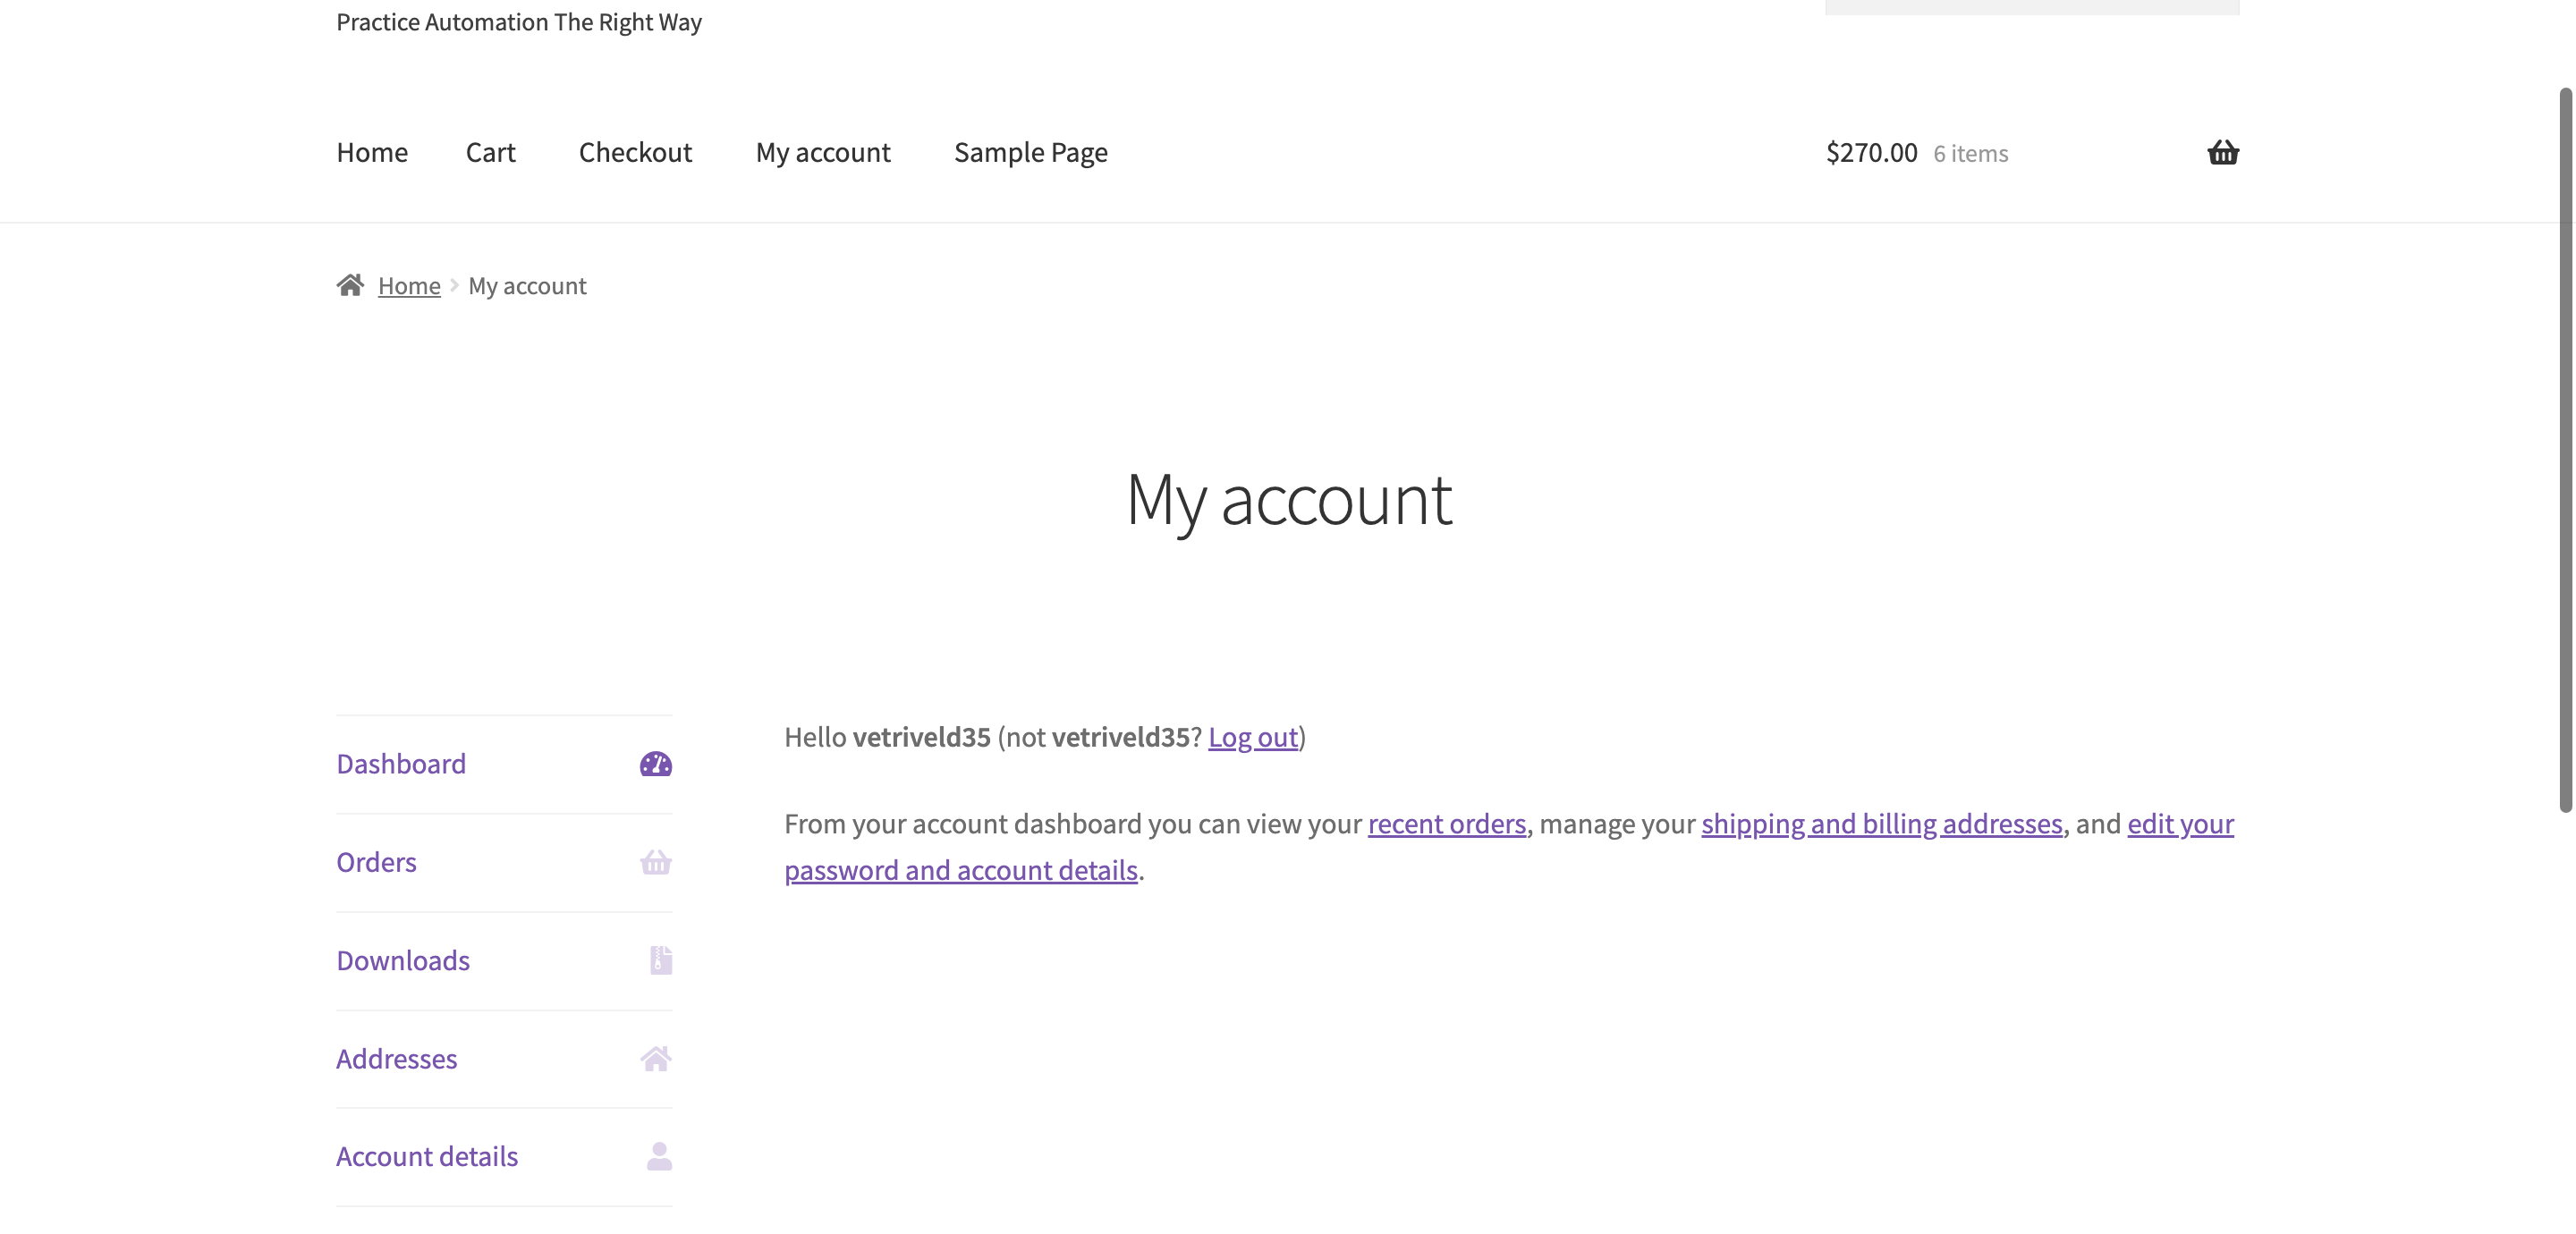 Practice Automation The Right Way
Home Cart Checkout My account Sample Page $270.00 6 items
Home My account
My account
Dashboard
Orders
Downloads
Addresses
Account details
Hello vetriveld35 (not vetriveld35? Log out)
From your account dashboard you can view your recent orders, manage your shipping and billing addresses, and edit your
password and account details.